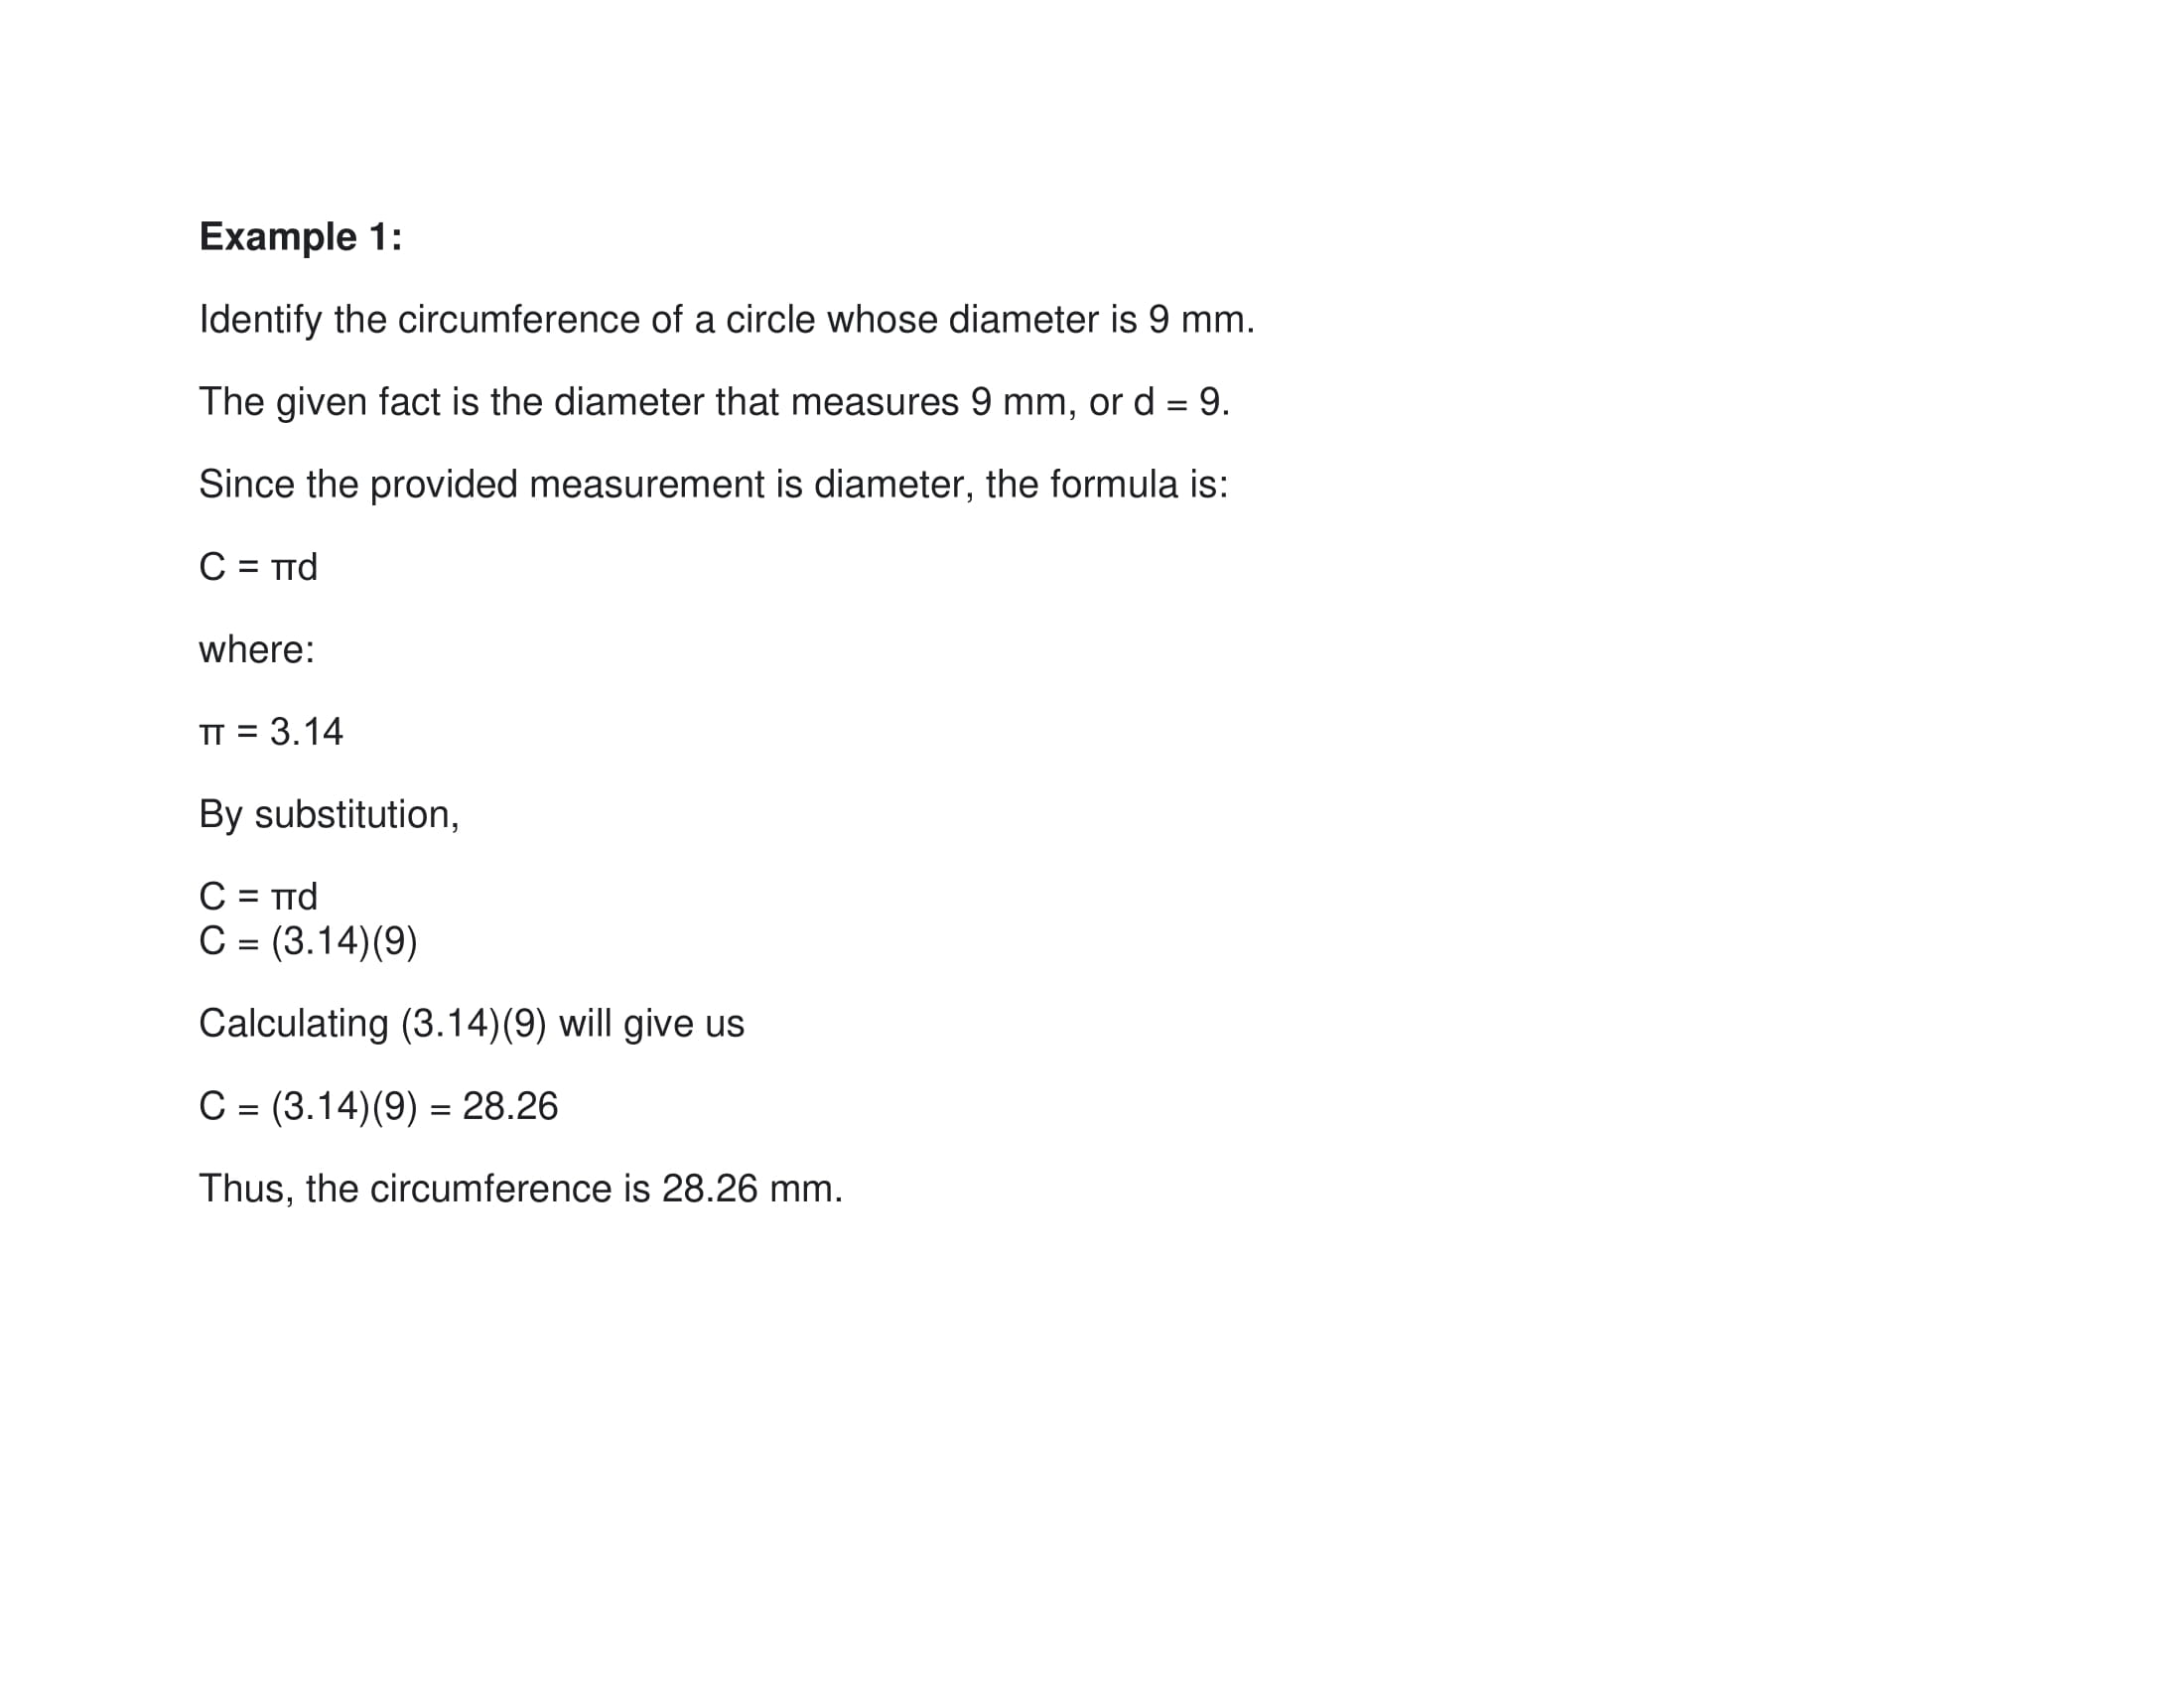 Example 1:
Identify the circumference of a circle whose diameter is 9 mm.
The given fact is the diameter that measures 9 mm, or d = 9.
Since the provided measurement is diameter, the formula is:
C = πd
where:
π = 3.14
By substitution,
C = πd
C = (3.14)(9)
Calculating (3.14)(9) will give us
C = (3.14)(9) = 28.26
Thus, the circumference is 28.26 mm.